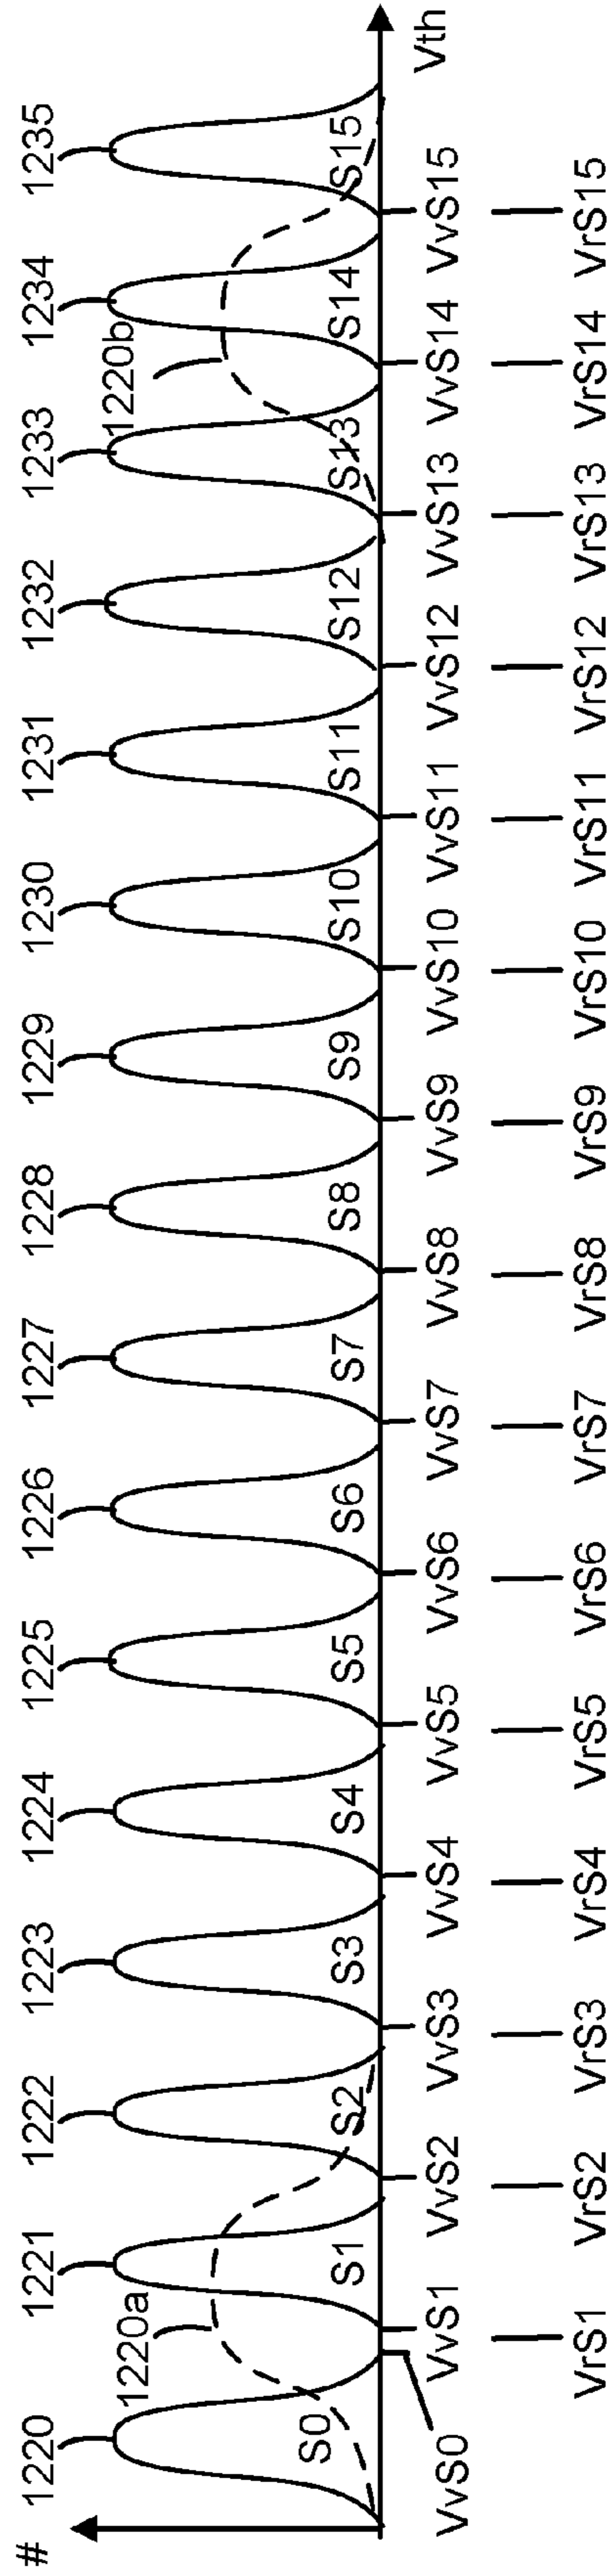 #
1220 1221 1222 1223 1224 1225 1226 1227 1228 1229 1230 1231 1232 1233 1234 1235
1220a 1220b
S0 S1 S2 S3 S4 S5 S6 S7 S8 S9 S10 S11 S12 S13 S14 S15
Vth
VvS0 VvS1 VvS2 VvS3 VvS4 VvS5 VvS6 VvS7 VvS8 VvS9 VvS10 VvS11 VvS12 VvS13 VvS14 VvS15
VrS1 VrS2 VrS3 VrS4 VrS5 VrS6 VrS7 VrS8 VrS9 VrS10 VrS11 VrS12 VrS13 VrS14 VrS15